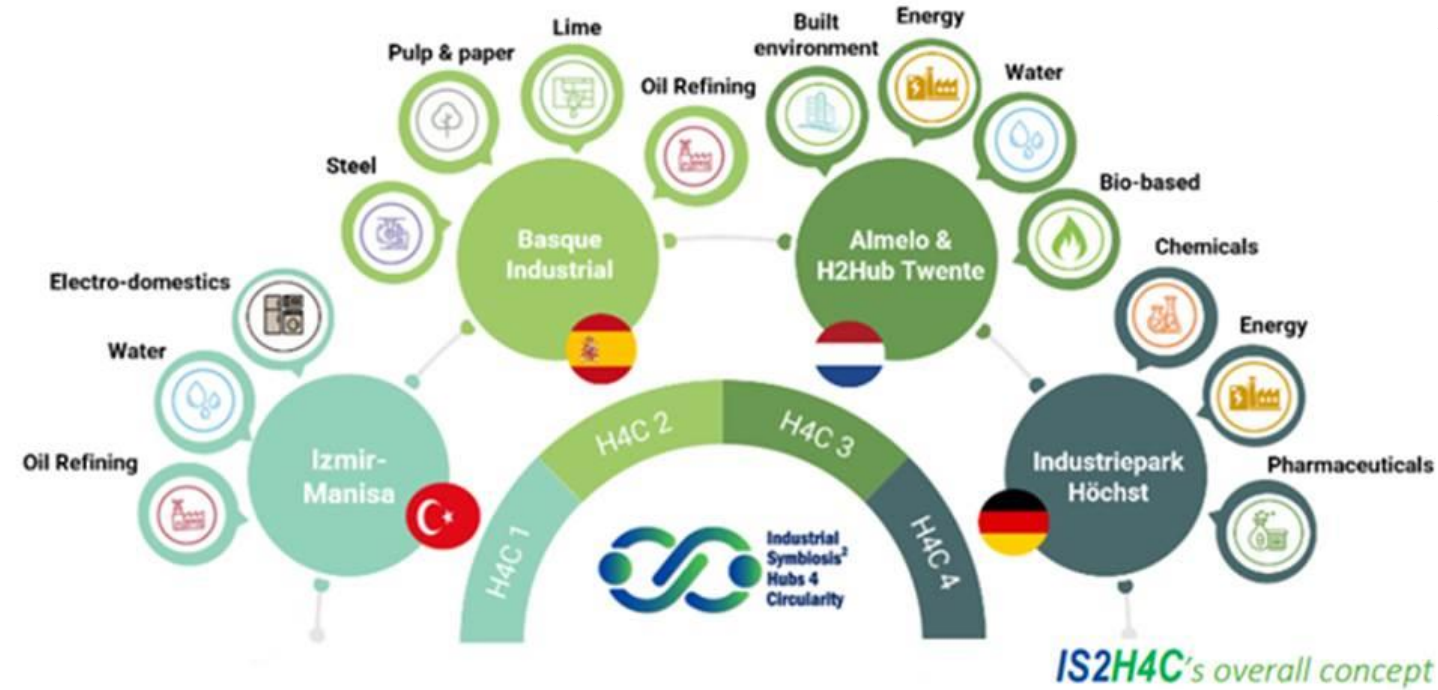 Lime
Pulp & paper
Oil Refining
Steel
Basque
Industrial
Built
environment
Energy
Water
Bio-based
Almelo &
H2Hub Twente
Electro-domestics
Water
Oil Refining
Izmir-
Manisa
Chemicals
Energy
Pharmaceuticals
Industriepark
Höchst
H4C 1
H4C 2
H4C 3
H4C 4
Industrial
Symbiosis²
Hubs 4
Circularity
IS2H4C's overall concept